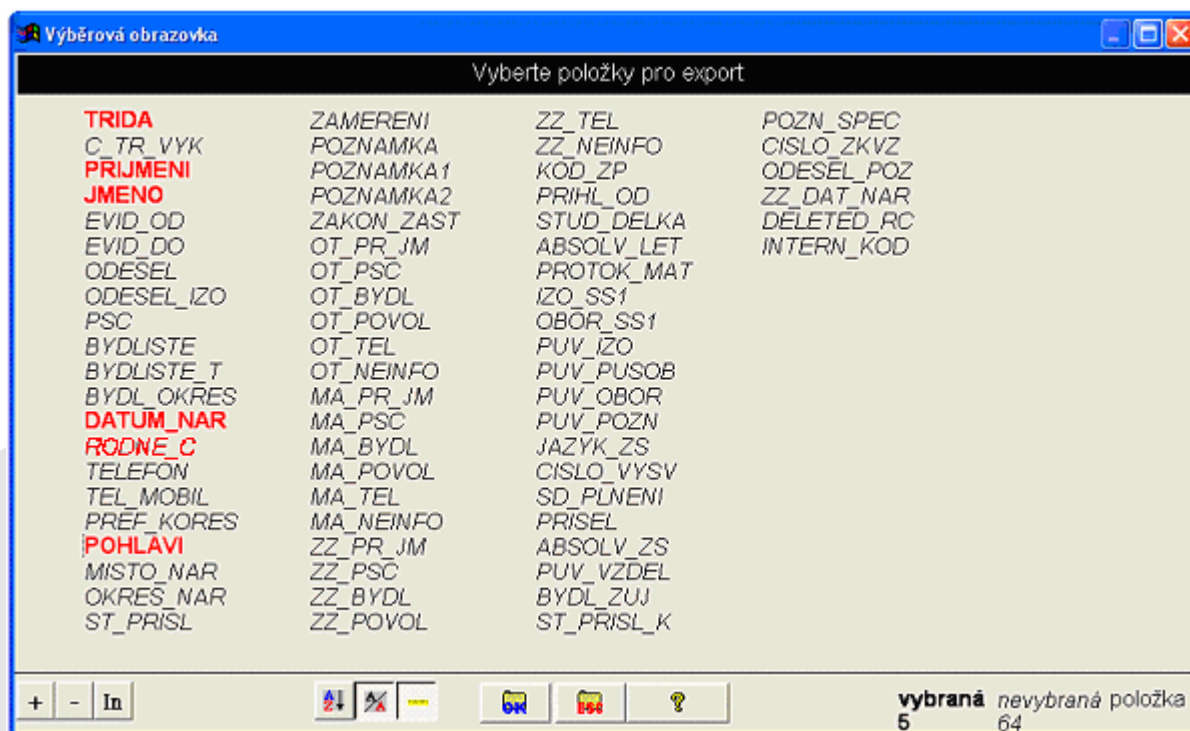 Výběrová obrazovka
Vyberte položky pro export
TRIDA
C_TR_VYK
PRIJMENI
JMENO
EVID_OD
EVID_DO
ODESEL
ODESEL_IZO
PSC
BYDLISTE
BYDLISTE_T
BYDL_OKRES
DATUM_NAR
RODNE_C
TELEFON
TEL_MOBIL
PREF_KORES
POHLAVI
MISTO_NAR
OKRES_NAR
ST_PRISL
ZAMERENI
POZNAMKA
POZNAMKA1
POZNAMKA2
ZAKON_ZAST
OT_PR_JM
OT_PSC
OT_BYDL
OT_POVOL
OT_TEL
OT_NEINFO
MA_PR_JM
MA_PSC
MA_BYDL
MA_POVOL
MA_TEL
MA_NEINFO
ZZ_PR_JM
ZZ_PSC
ZZ_BYDL
ZZ_POVOL
ZZ_TEL
ZZ_NEINFO
KOD_ZP
PRIHL_OD
STUD_DELKA
ABSOLV_LET
PROTOK_MAT
IZO_SS1
OBOR_SS1
PUV_IZO
PUV_PUSOB
PUV_OBOR
PUV_POZN
JAZYK_ZS
CISLO_VYSV
SD_PLNENI
PRISEL
ABSOLV_ZS
PUV_VZDEL
BYDL_ZUJ
ST_PRISL_K
POZN_SPEC
CISLO_ZKVZ
ODESEL_POZ
ZZ_DAT_NAR
DELETED_RC
INTERN_KOD
+ - In
A Z
A/A
OK
ESC
?
vybraná nevybraná položka
5 64